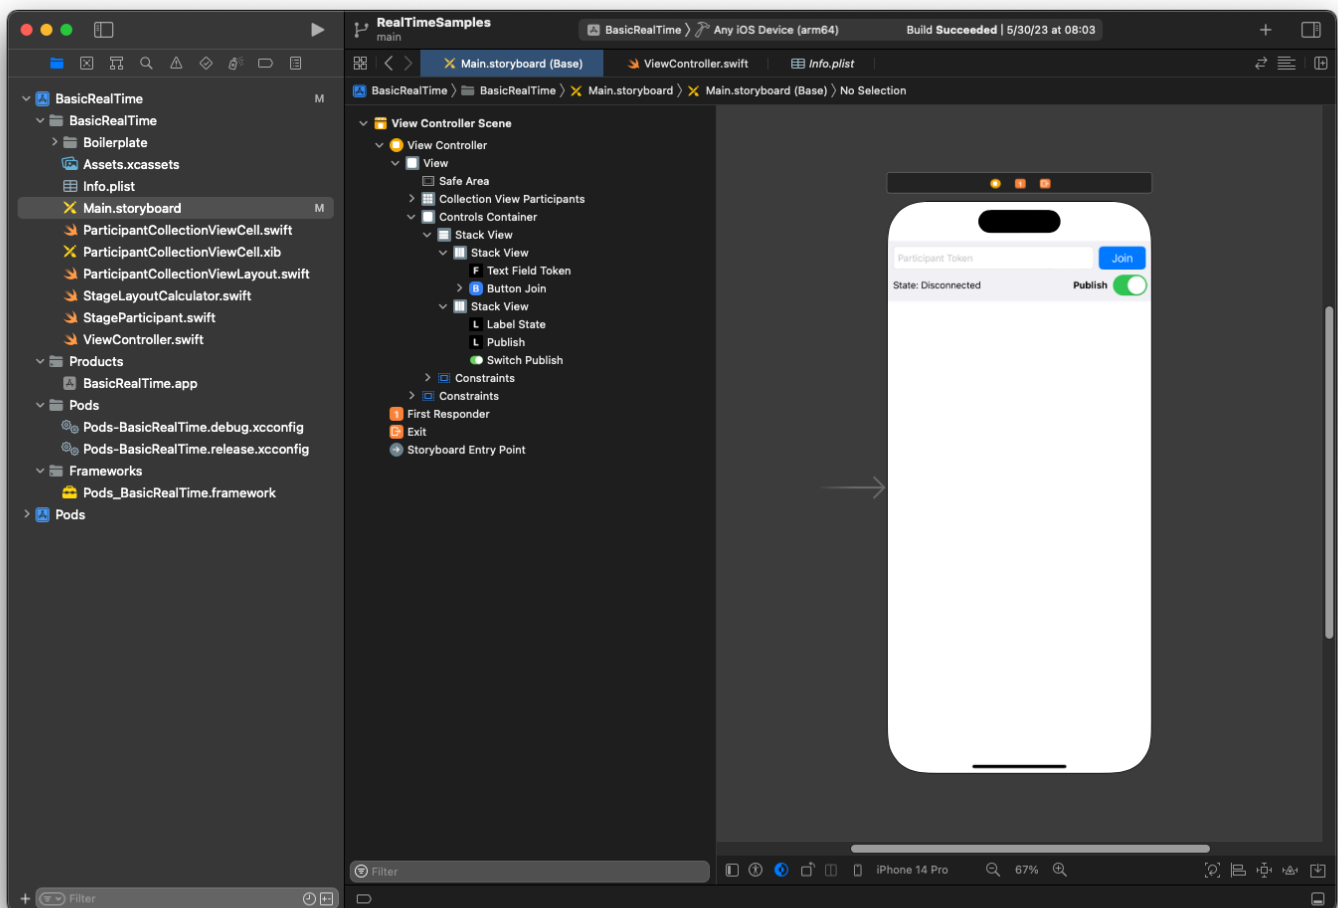 RealTimeSamples
main
BasicRealTime 〉 Any iOS Device (arm64)
Build Succeeded | 5/30/23 at 08:03
Main.storyboard (Base)
ViewController.swift
Info.plist
BasicRealTime 〉 BasicRealTime 〉 Main.storyboard 〉 Main.storyboard (Base) 〉 No Selection
BasicRealTime M
BasicRealTime
Boilerplate
Assets.xcassets
Info.plist
Main.storyboard M
ParticipantCollectionViewCell.swift
ParticipantCollectionViewCell.xib
ParticipantCollectionViewLayout.swift
StageLayoutCalculator.swift
StageParticipant.swift
ViewController.swift
Products
BasicRealTime.app
Pods
Pods-BasicRealTime.debug.xcconfig
Pods-BasicRealTime.release.xcconfig
Frameworks
Pods_BasicRealTime.framework
Pods
Filter
View Controller Scene
View Controller
View
Safe Area
Collection View Participants
Controls Container
Stack View
Stack View
F Text Field Token
B Button Join
Stack View
L Label State
L Publish
Switch Publish
Constraints
Constraints
1 First Responder
Exit
Storyboard Entry Point
Filter
1
Participant Token
Join
State: Disconnected
Publish
iPhone 14 Pro
67%